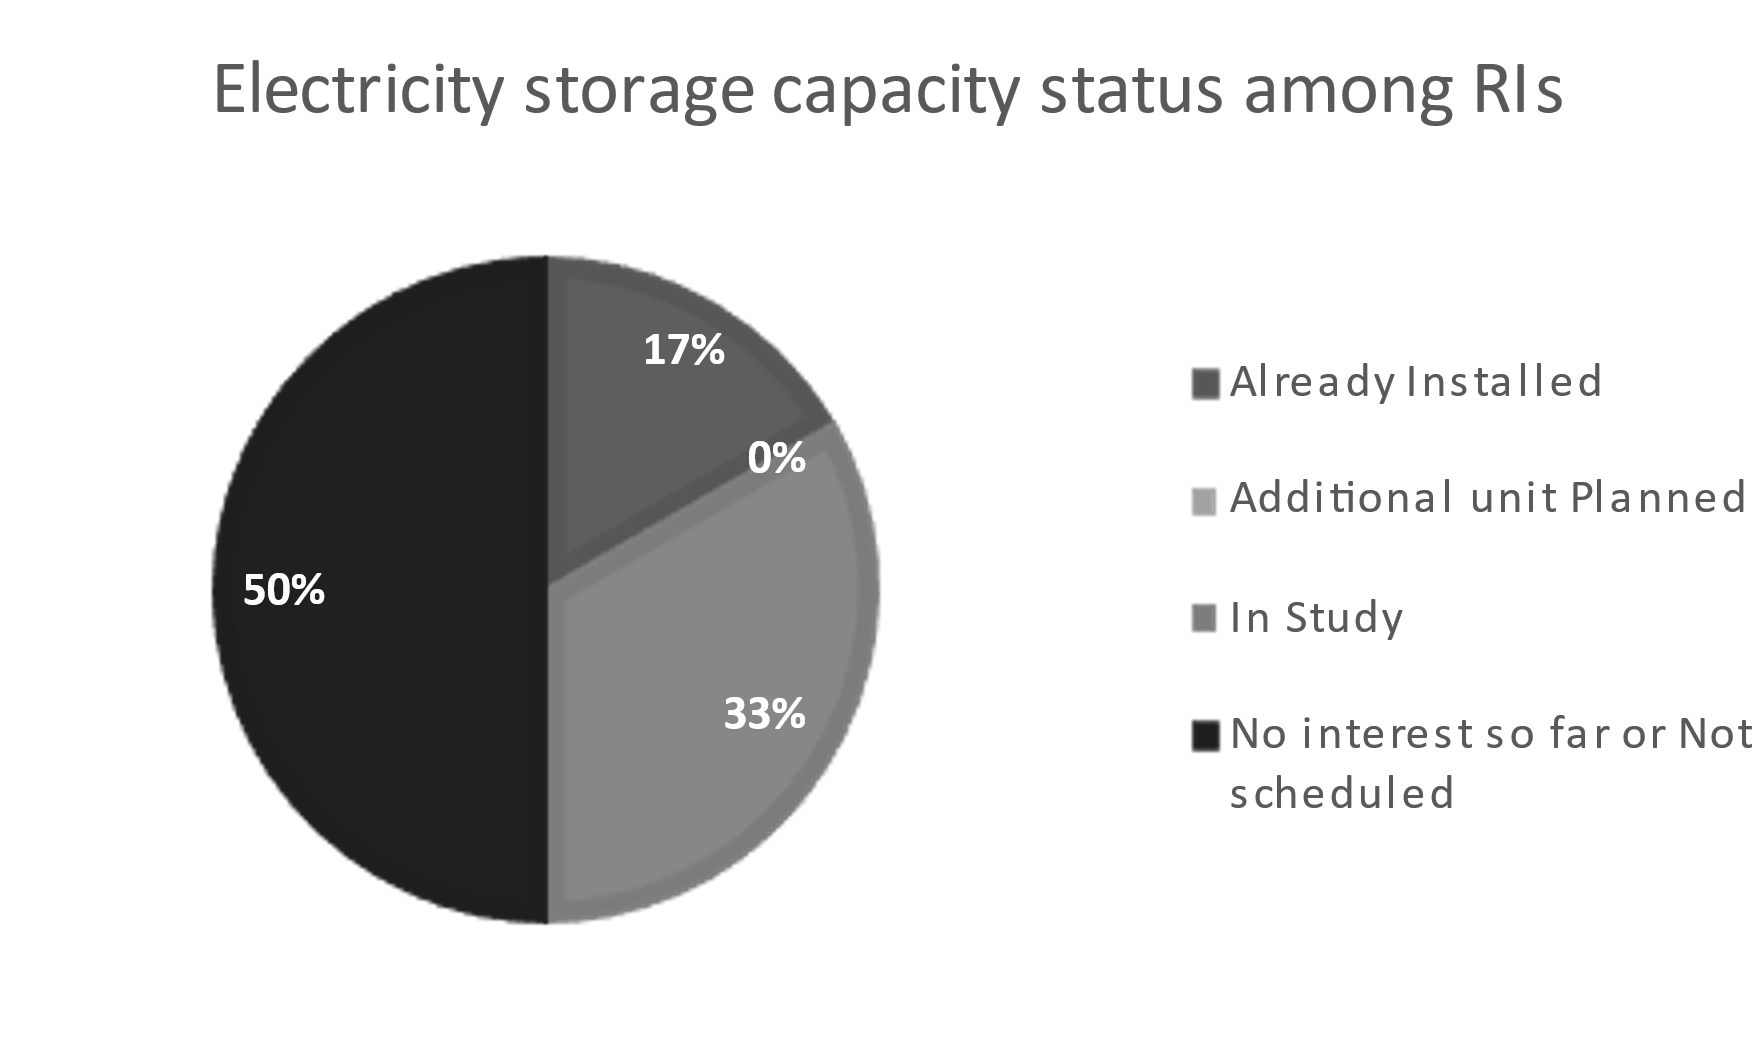 Electricity storage capacity status among RIs
17%
0%
50%
33%
Already Installed
Additional unit Planned
In Study
No interest so far or Not
scheduled